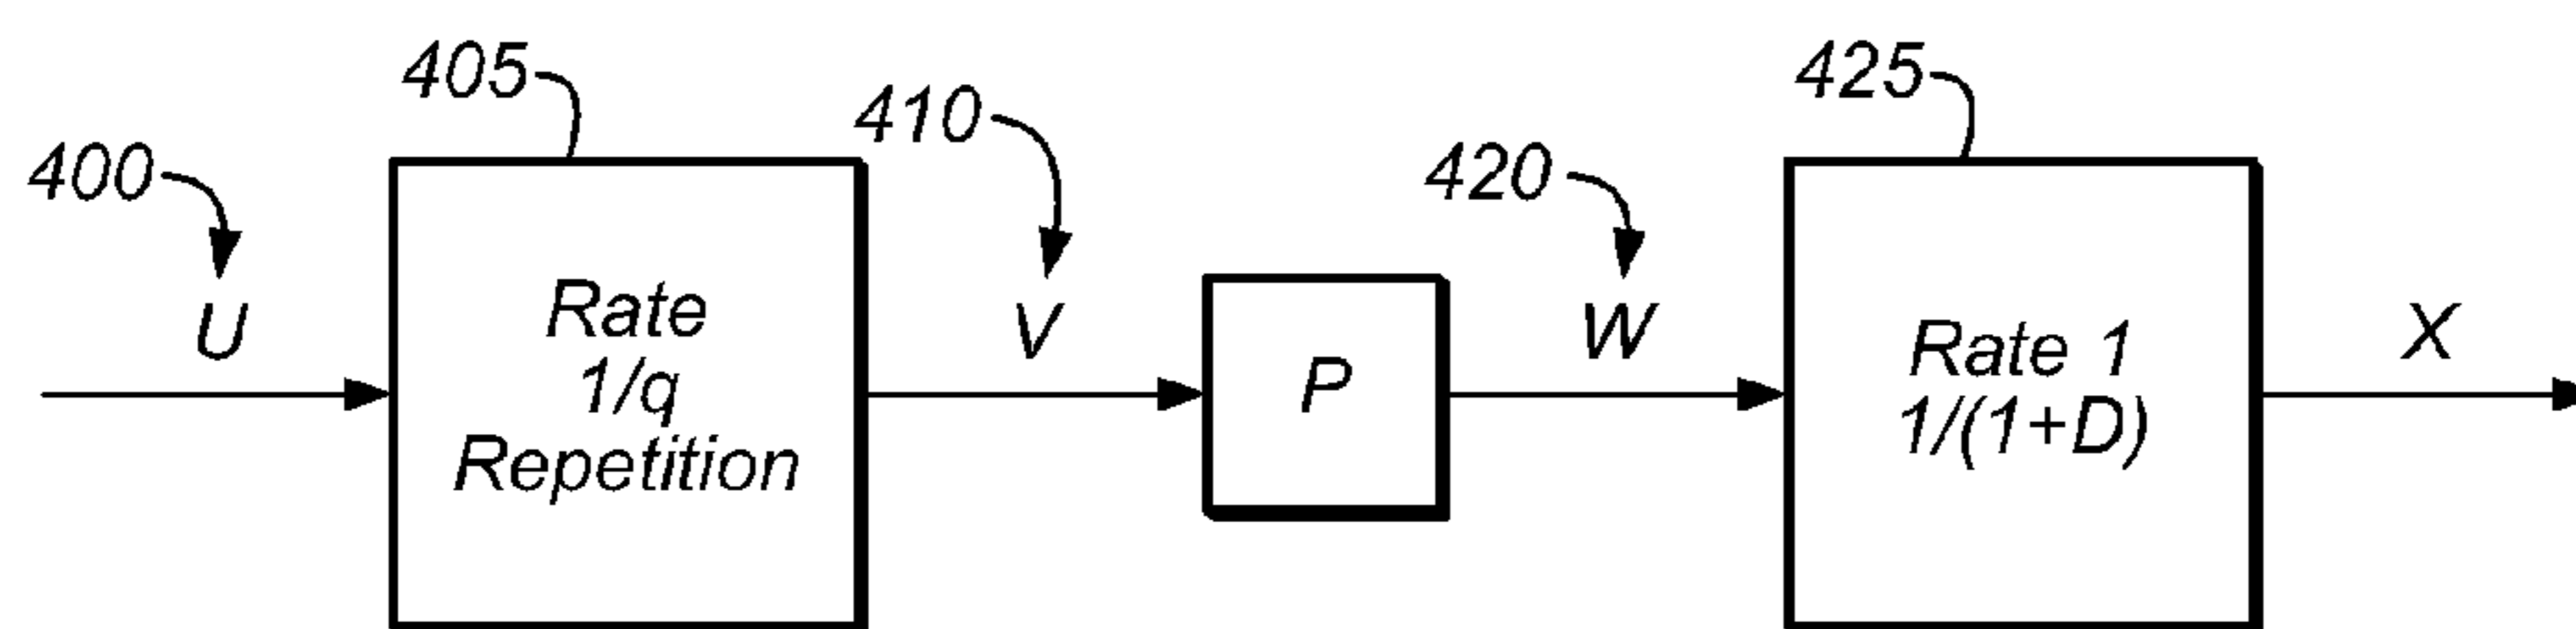 400
405
410
420
425
U
Rate
1/q
Repetition
V
P
W
Rate 1
1/(1+D)
X